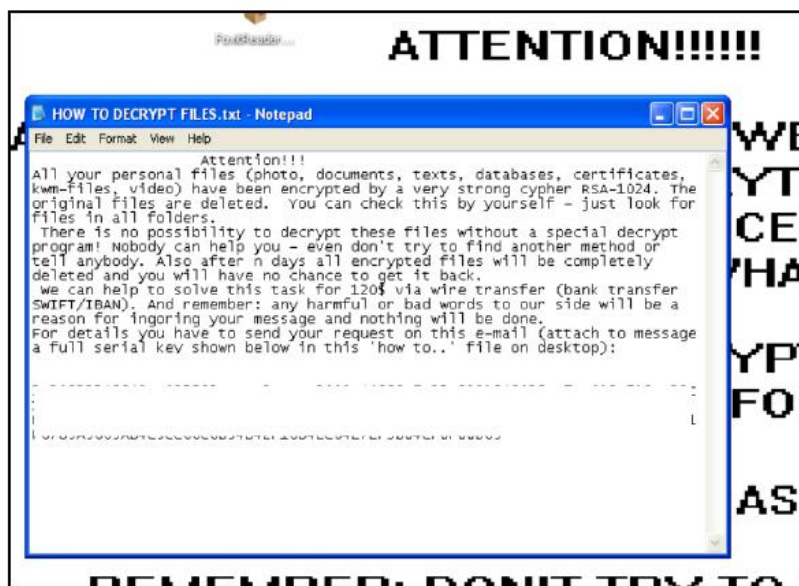 ATTENTION!!!!!!
HOW TO DECRYPT FILES.txt - Notepad
File Edit Format View Help
Attention!!!
All your personal files (photo, documents, texts, databases, certificates,
kwm-files, video) have been encrypted by a very strong cypher RSA-1024. The
original files are deleted. You can check this by yourself - just look for
files in all folders.
There is no possibility to decrypt these files without a special decrypt
program! Nobody can help you - even don't try to find another method or
tell anybody. Also after n days all encrypted files will be completely
deleted and you will have no chance to get it back.
We can help to solve this task for 120$ via wire transfer (bank transfer
SWIFT/IBAN). And remember: any harmful or bad words to our side will be a
reason for ingoring your message and nothing will be done.
For details you have to send your request on this e-mail (attach to message
a full serial key shown below in this 'how to..' file on desktop):
REMEMBER: DON'T TRY TO